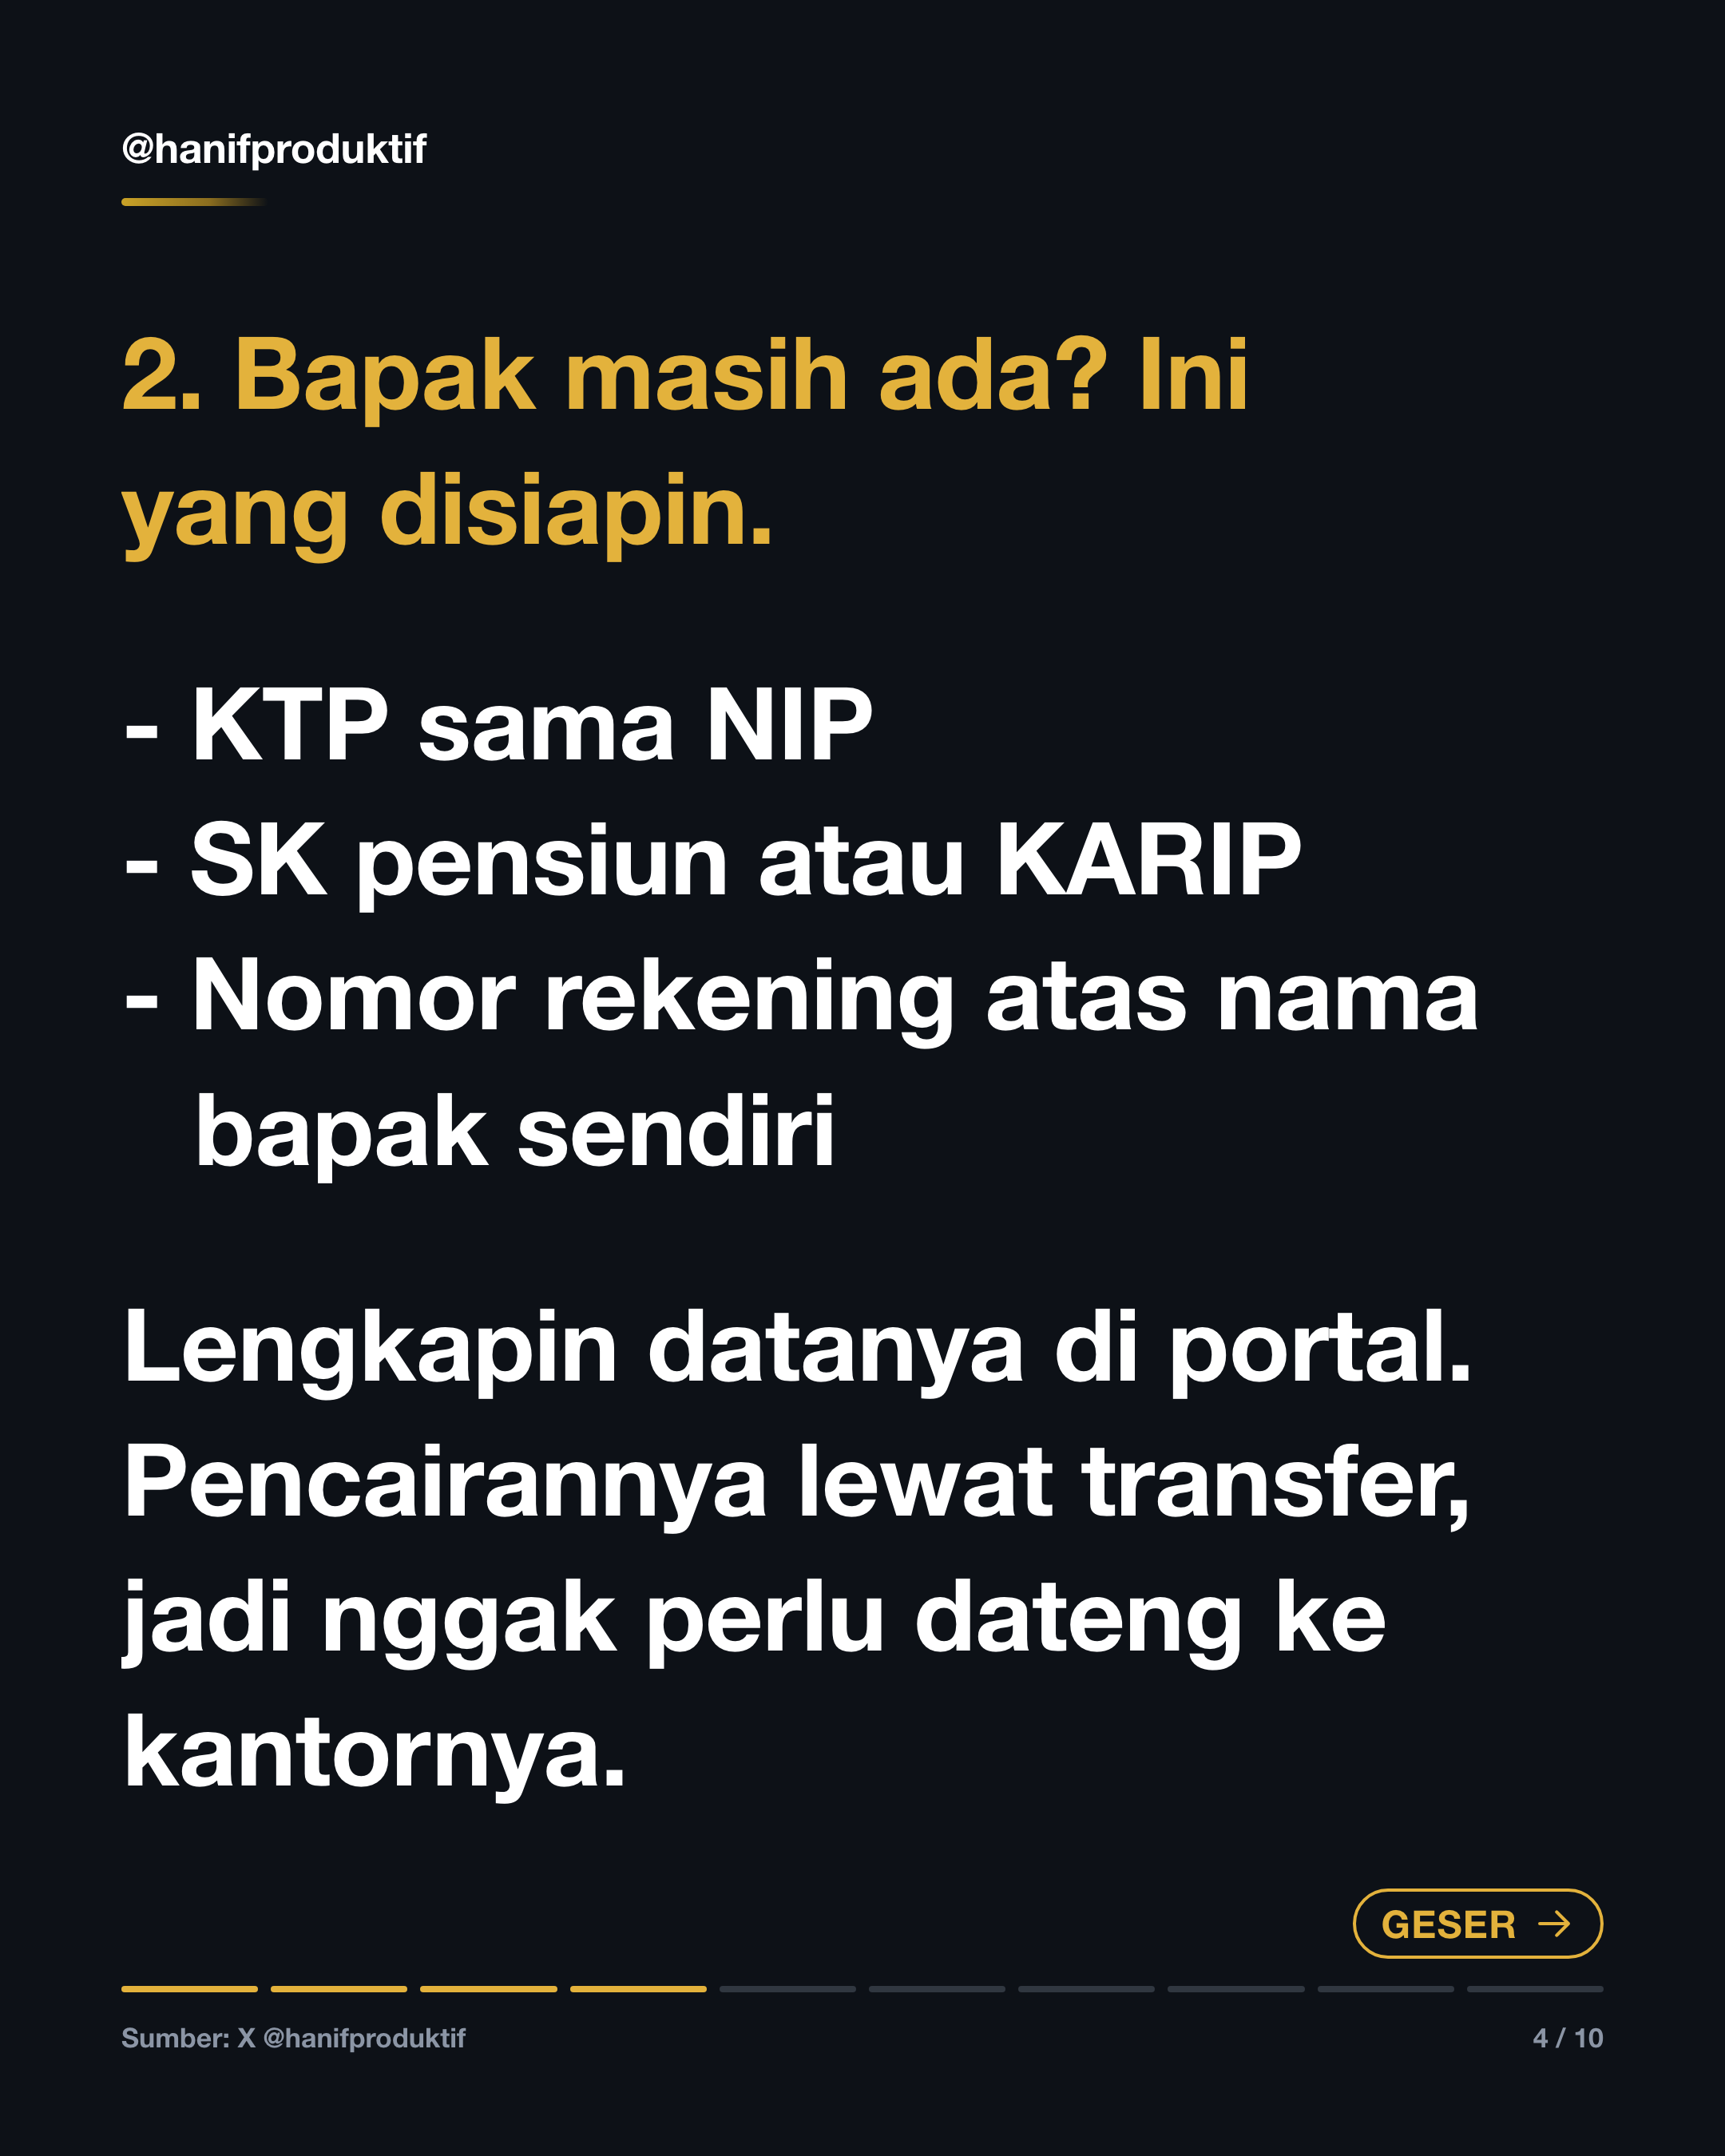 @hanifproduktif
2. Bapak masih ada? Ini
yang disiapin.
- KTP sama NIP
- SK pensiun atau KARIP
- Nomor rekening atas nama
bapak sendiri
Lengkapin datanya di portal.
Pencairannya lewat transfer,
jadi nggak perlu dateng ke
kantornya.
GESER →
Sumber: X @hanifproduktif
4 / 10